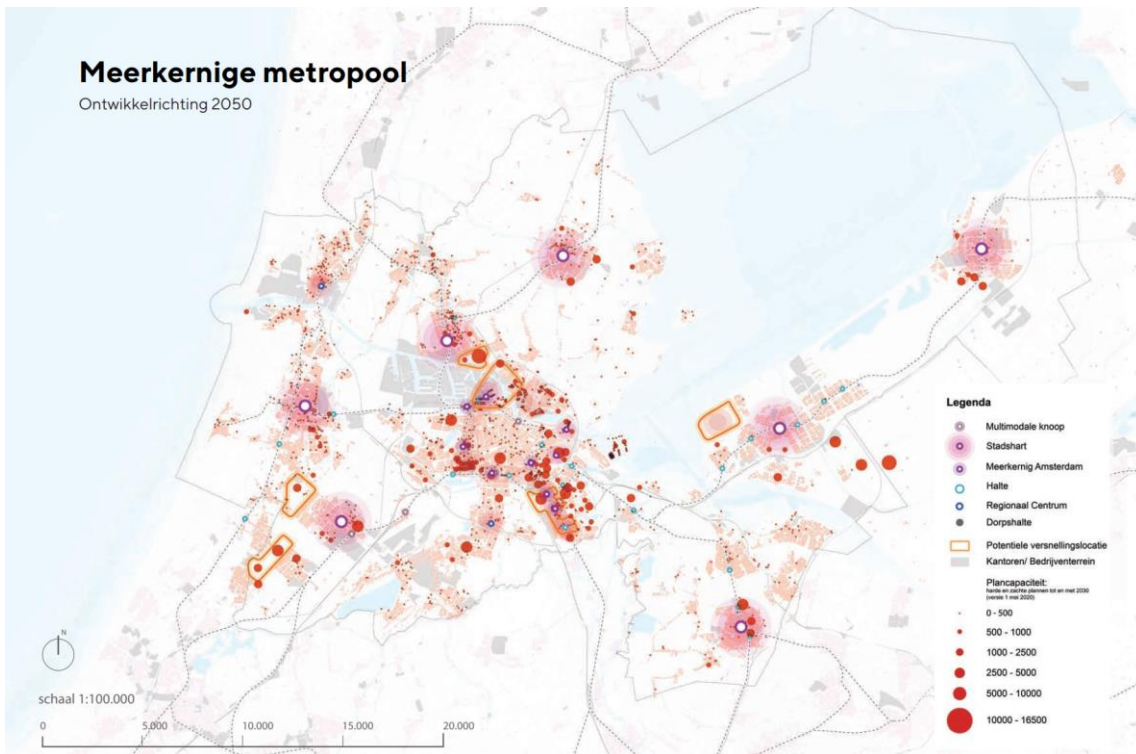 Meerkernige metropool
Ontwikkelrichting 2050
Legenda
Multimodale knoop
Stadshart
Meerkernig Amsterdam
Halte
Regionaal Centrum
Dorpshalte
Potentiele versnellingslocatie
Kantoren/ Bedrijventerrein
Plancapaciteit:
harde en zachte plannen tot en met 2030
(versie 1 mei 2020)
0 - 500
500 - 1000
1000 - 2500
2500 - 5000
5000 - 10000
10000 - 16500
N
schaal 1:100.000
0 5.000 10.000 15.000 20.000